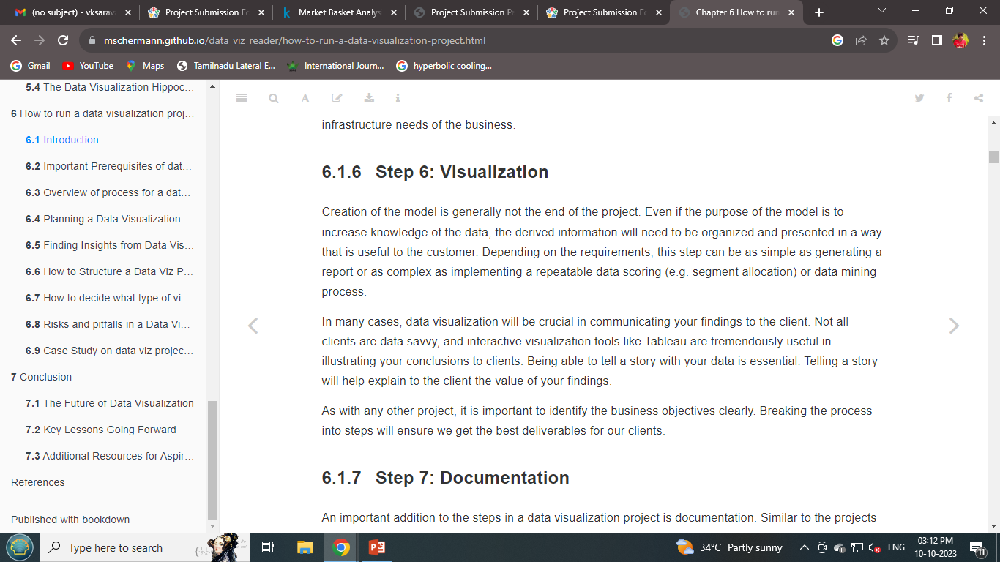 (no subject) - vksarav
Project Submission Fo
Market Basket Analys
Project Submission Pa
Project Submission Fo
Chapter 6 How to run
mschermann.github.io/data_viz_reader/how-to-run-a-data-visualization-project.html
Gmail
YouTube
Maps
Tamilnadu Lateral E...
International Journ...
hyperbolic cooling...
5.4 The Data Visualization Hippoc...
6 How to run a data visualization proj...
6.1 Introduction
6.2 Important Prerequisites of dat...
6.3 Overview of process for a dat...
6.4 Planning a Data Visualization ...
6.5 Finding Insights from Data Vis...
6.6 How to Structure a Data Viz P...
6.7 How to decide what type of vi...
6.8 Risks and pitfalls in a Data Vi...
6.9 Case Study on data viz projec...
7 Conclusion
7.1 The Future of Data Visualization
7.2 Key Lessons Going Forward
7.3 Additional Resources for Aspir...
References
Published with bookdown
infrastructure needs of the business.
6.1.6 Step 6: Visualization
Creation of the model is generally not the end of the project. Even if the purpose of the model is to
increase knowledge of the data, the derived information will need to be organized and presented in a way
that is useful to the customer. Depending on the requirements, this step can be as simple as generating a
report or as complex as implementing a repeatable data scoring (e.g. segment allocation) or data mining
process.
In many cases, data visualization will be crucial in communicating your findings to the client. Not all
clients are data savvy, and interactive visualization tools like Tableau are tremendously useful in
illustrating your conclusions to clients. Being able to tell a story with your data is essential. Telling a story
will help explain to the client the value of your findings.
As with any other project, it is important to identify the business objectives clearly. Breaking the process
into steps will ensure we get the best deliverables for our clients.
6.1.7 Step 7: Documentation
An important addition to the steps in a data visualization project is documentation. Similar to the projects
Type here to search
34°C Partly sunny
ENG
03:12 PM
10-10-2023
11